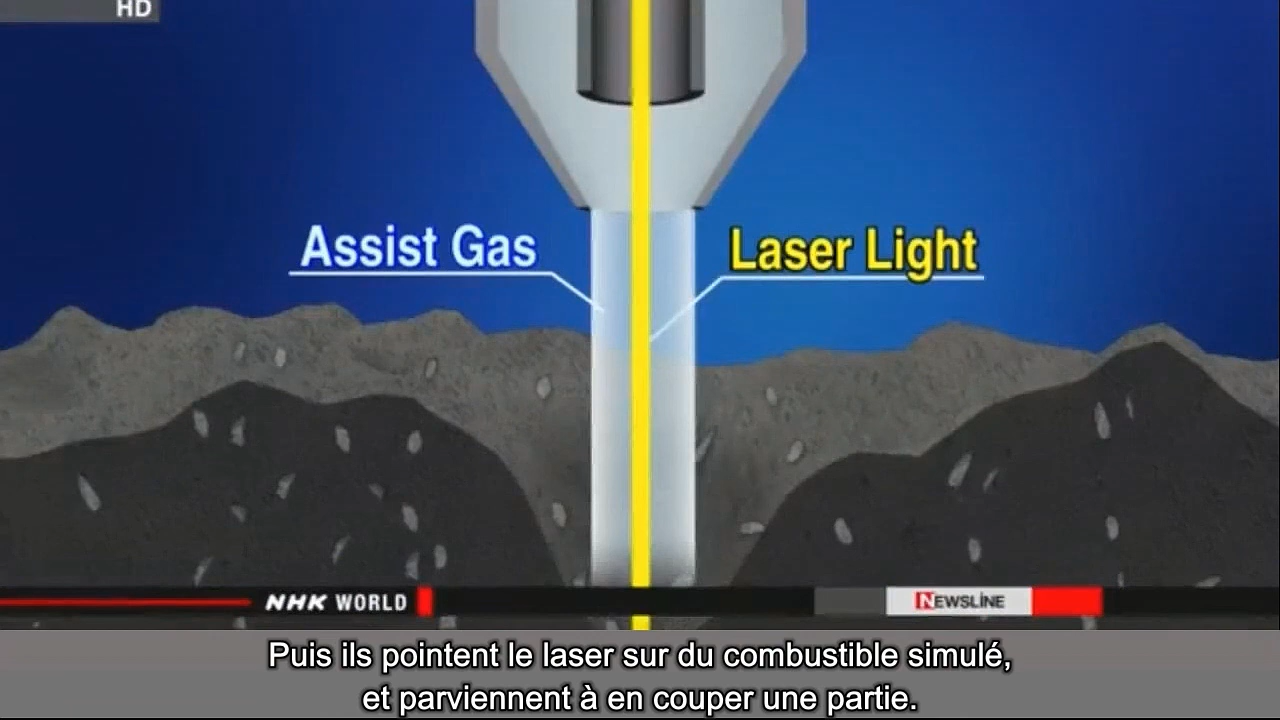 HD
Assist Gas
Laser Light
NHK WORLD
NEWSLINE
Puis ils pointent le laser sur du combustible simulé,
et parviennent à en couper une partie.